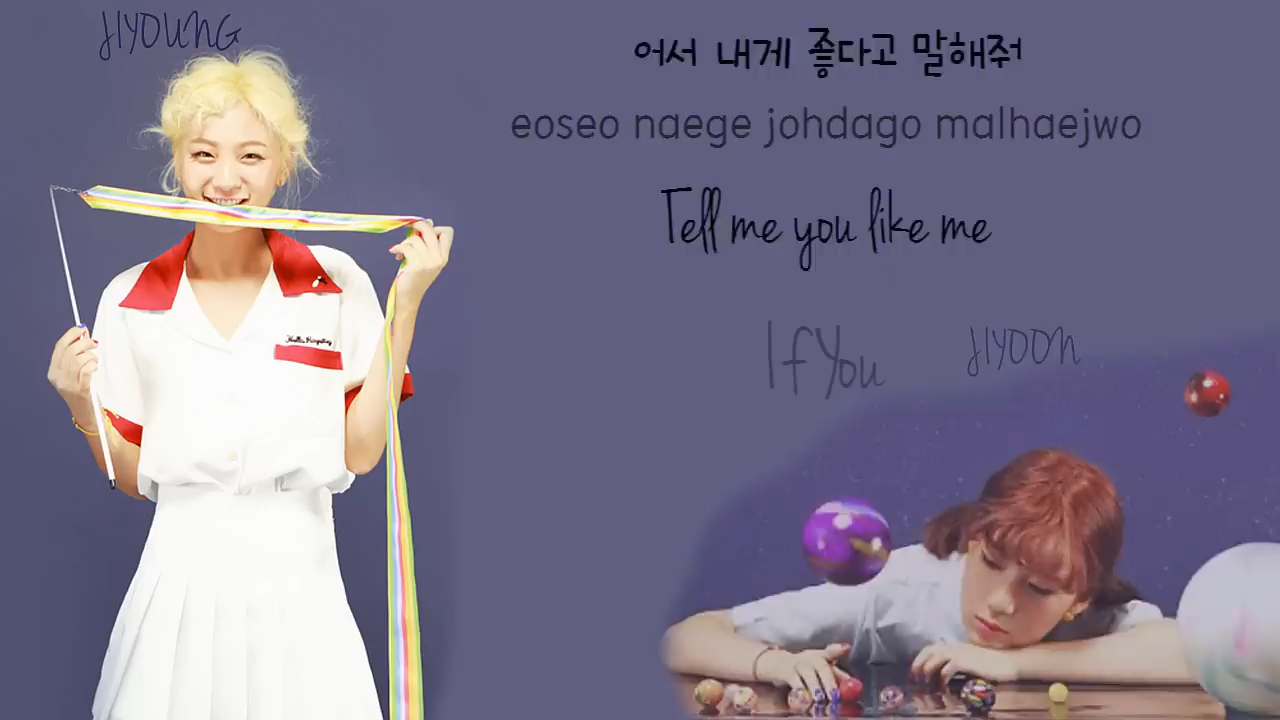 JIYOUNG
어서 내게 좋다고 말해줘
eoseo naege johdago malhaejwo
Tell me you like me
If You
JIYOON